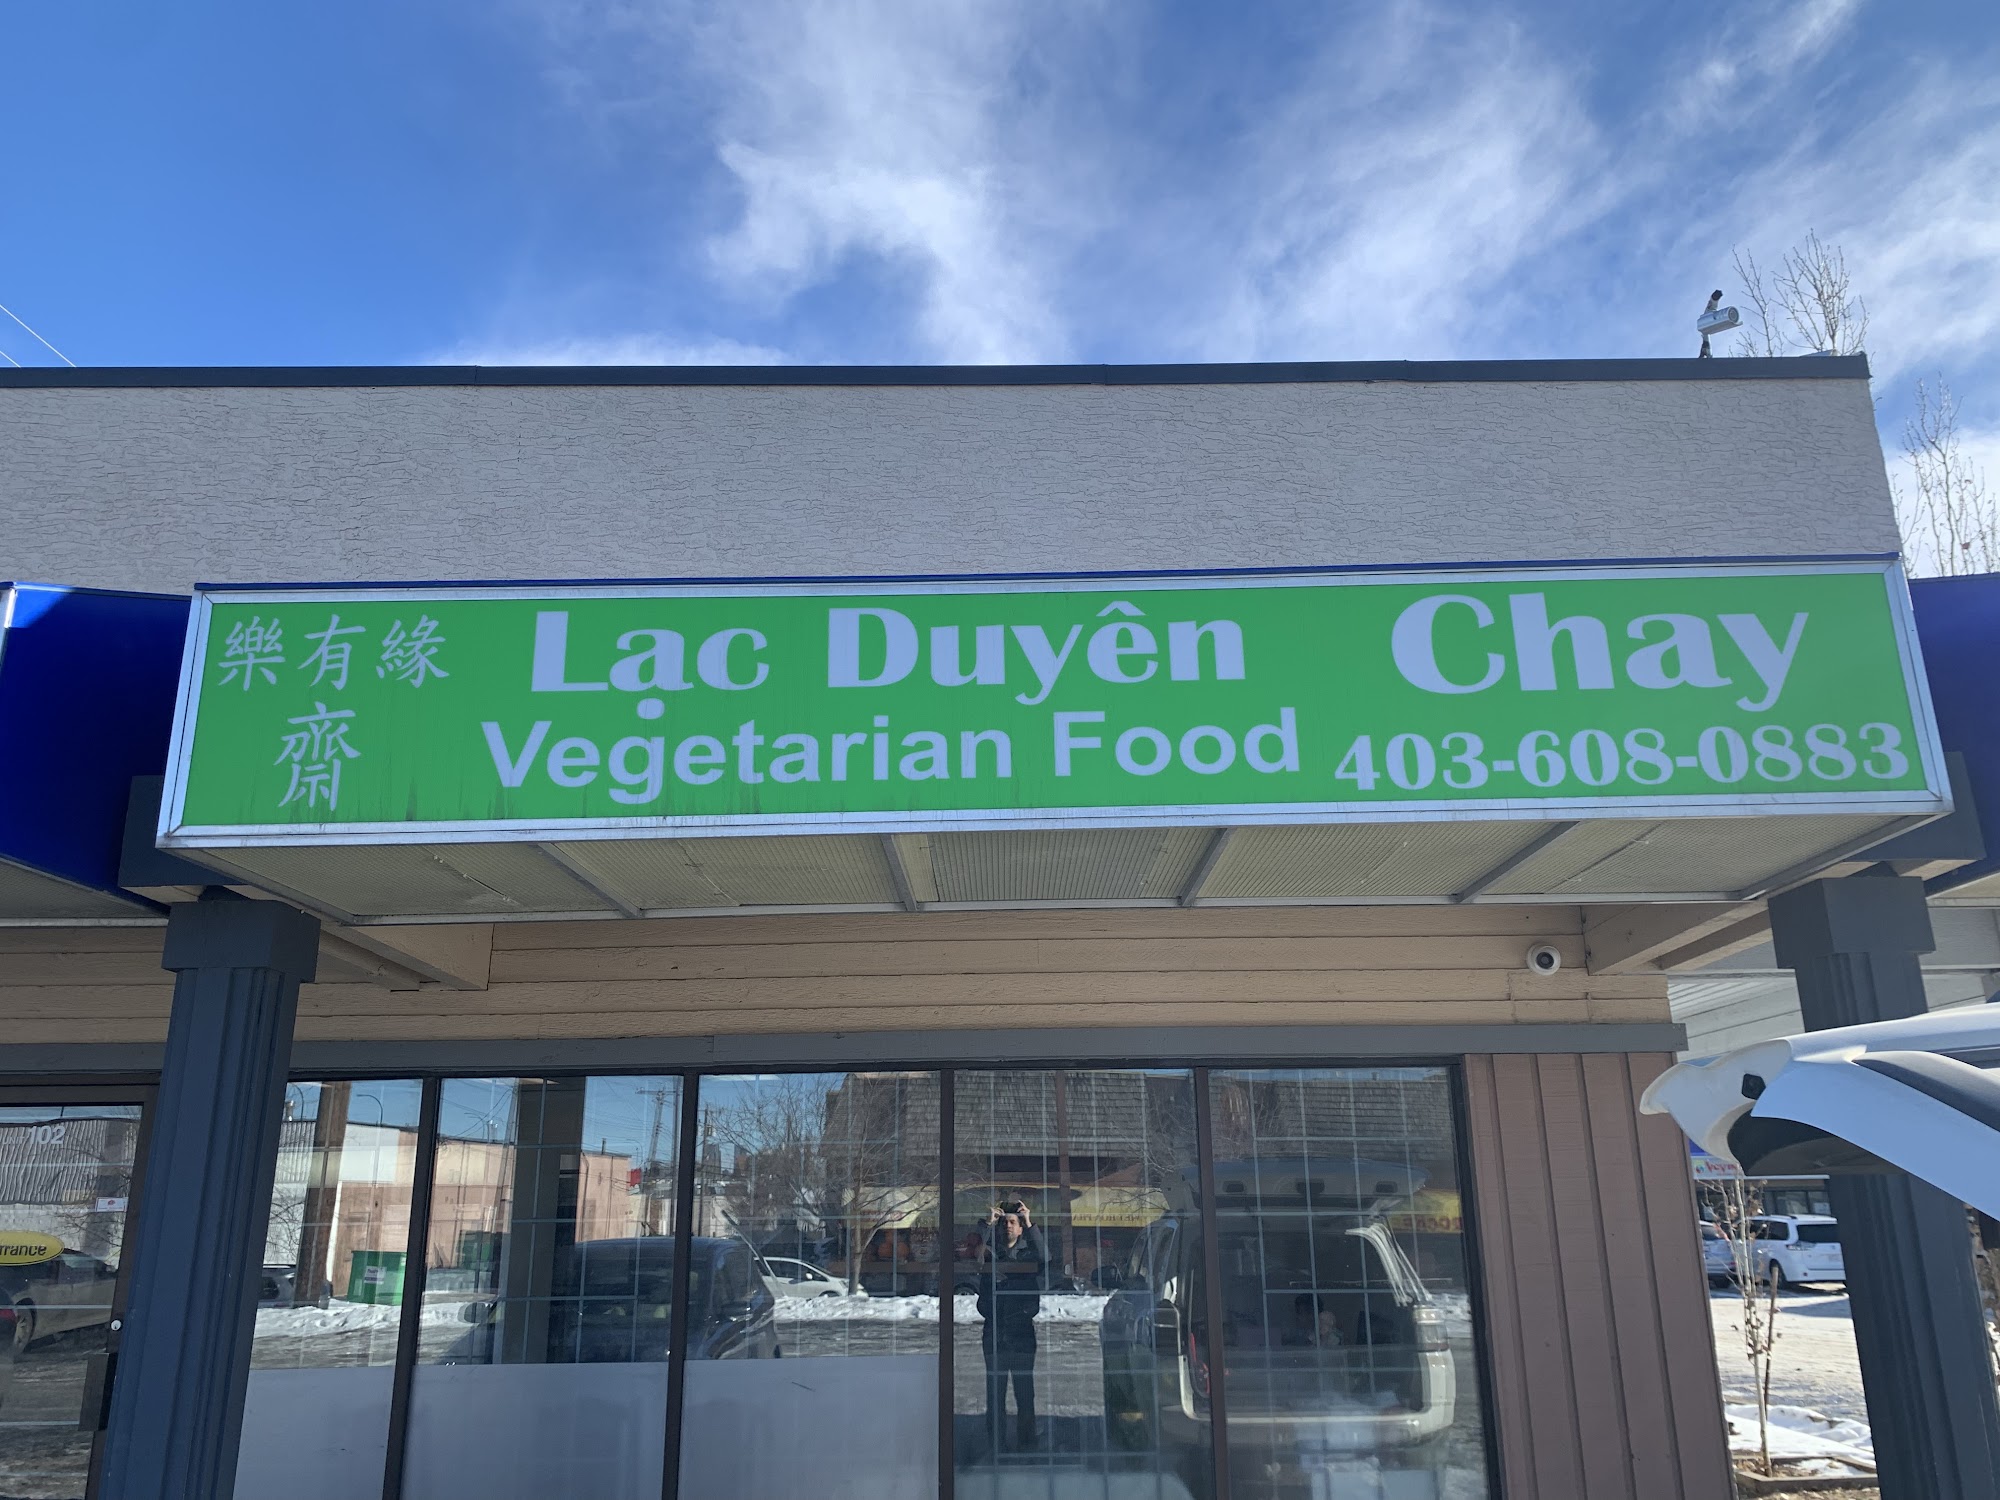 樂有緣
齋
Lạc Duyên Chay
Vegetarian Food 403-608-0883
102